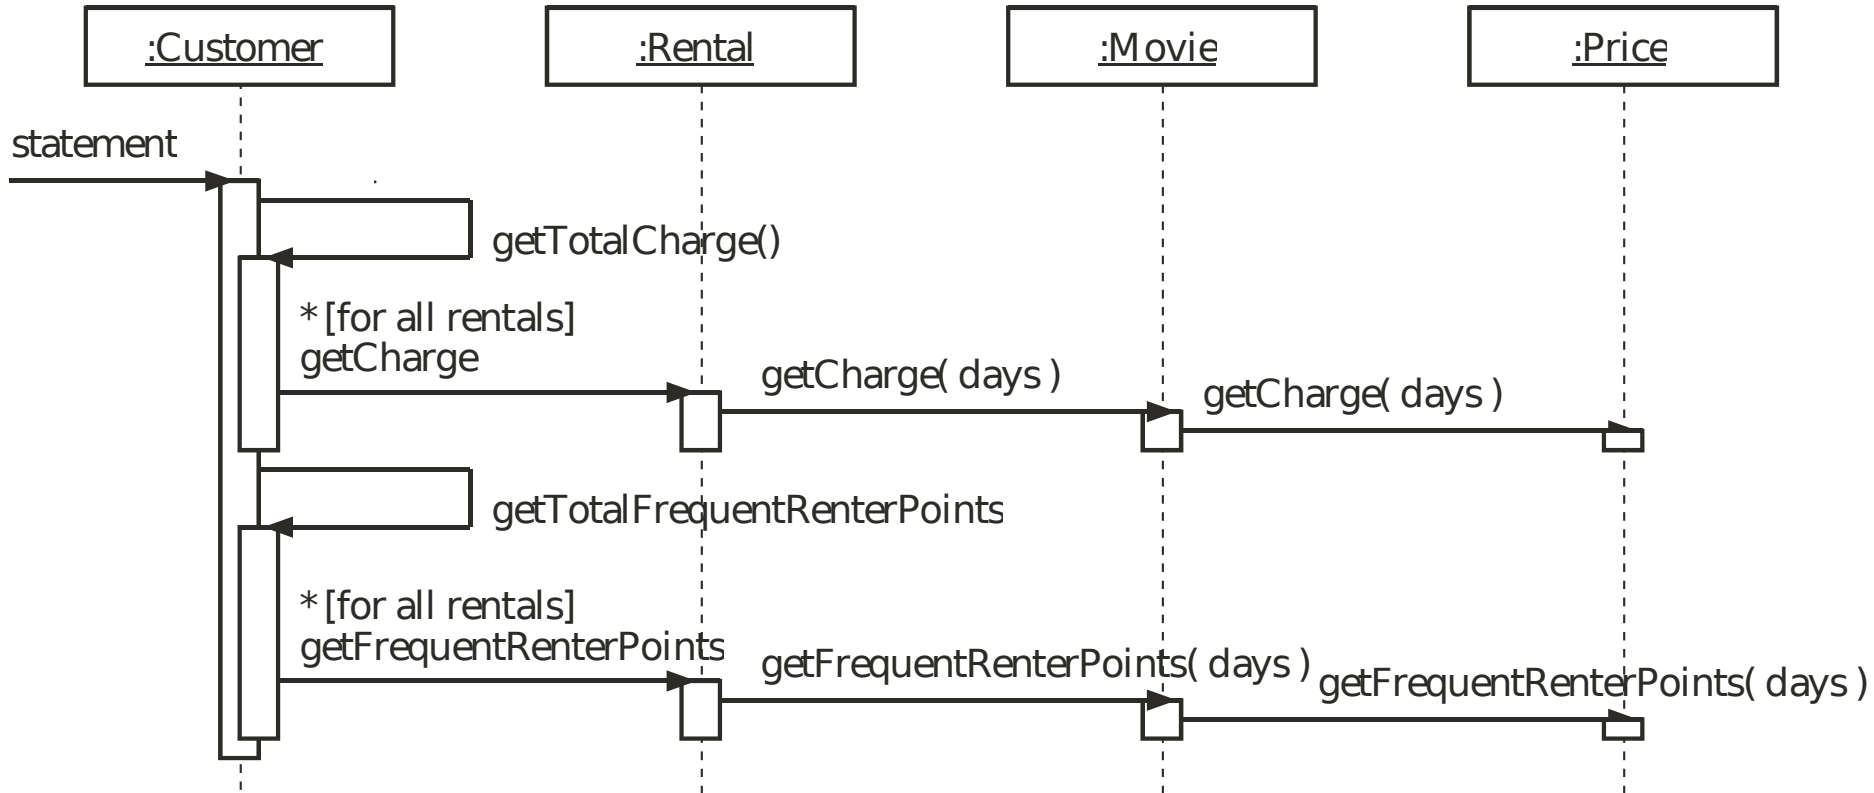 :Customer
:Rental
:Movie
:Price
statement
getTotalCharge()
* [for all rentals]
getCharge
getCharge( days )
getCharge( days )
getTotalFrequentRenterPoints
* [for all rentals]
getFrequentRenterPoints
getFrequentRenterPoints( days )
getFrequentRenterPoints( days )